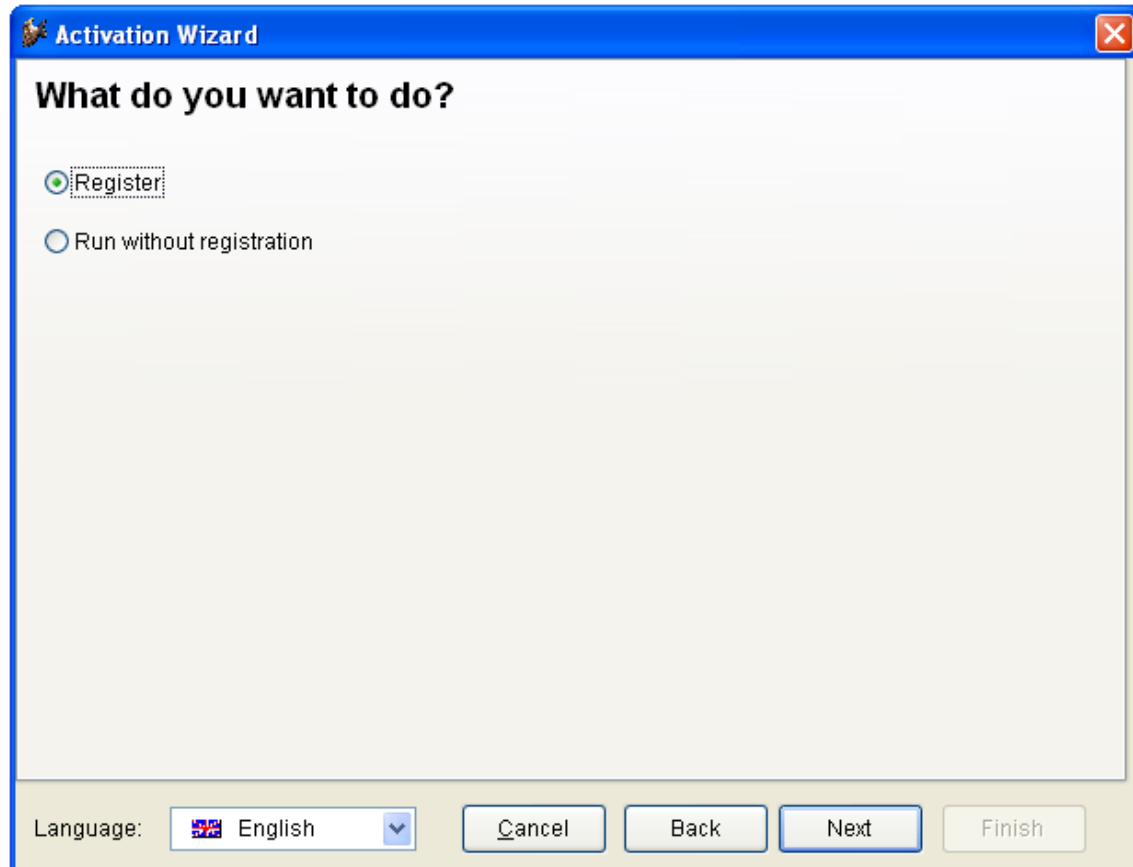 Activation Wizard
What do you want to do?
Register
Run without registration
Language: English Cancel Back Next Finish